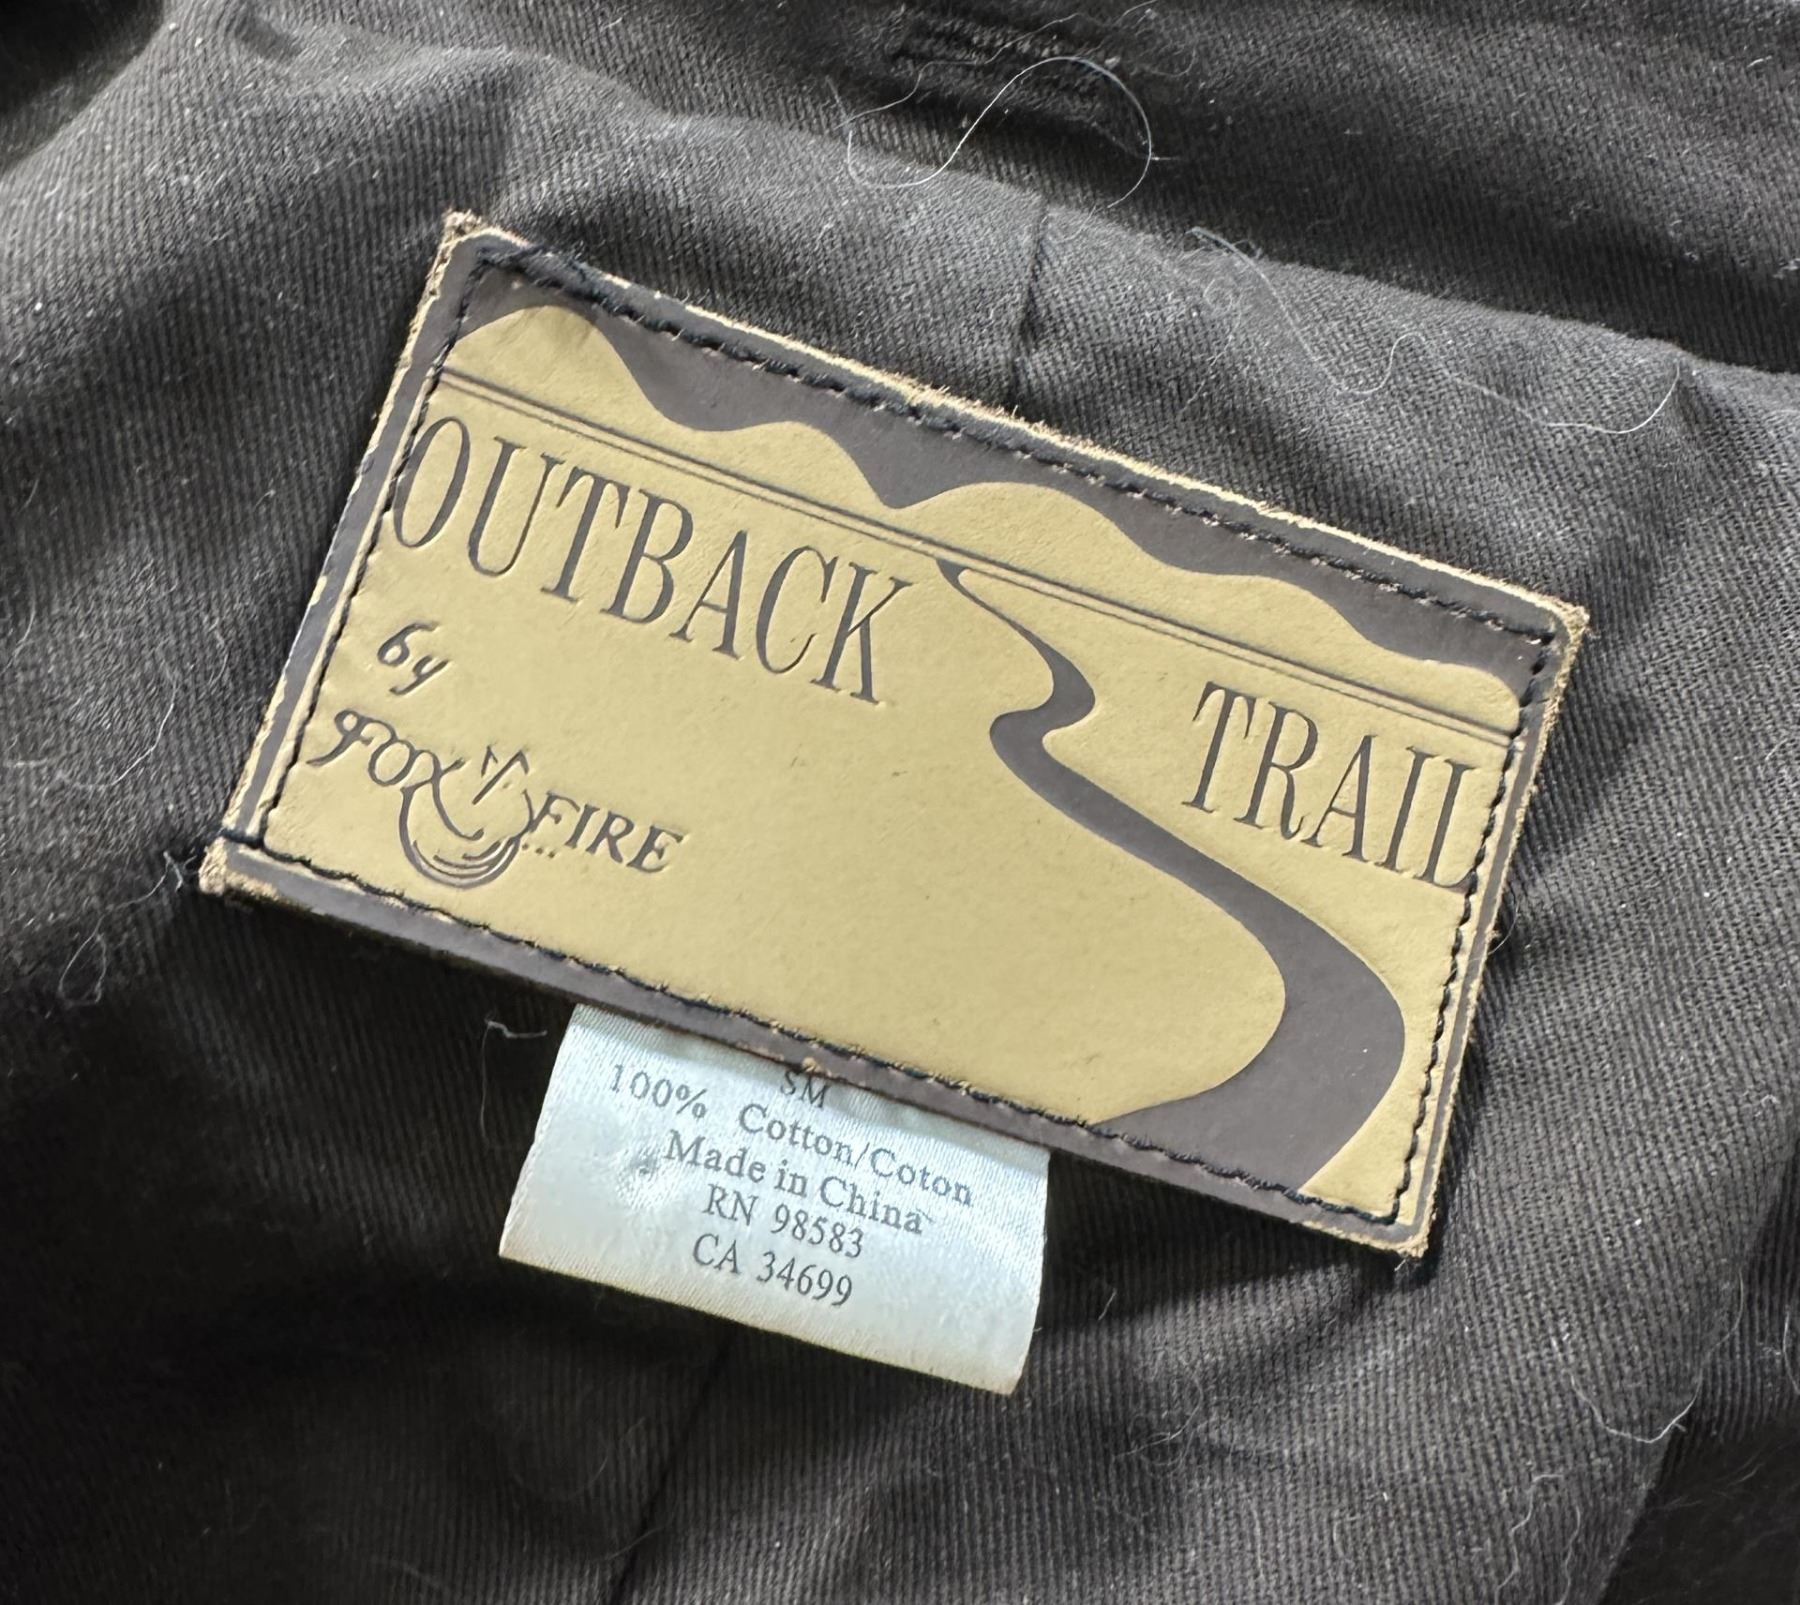 OUTBACK TRAIL
by
FOX FIRE
SM
100% Cotton/Coton
Made in China
RN 98583
CA 34699